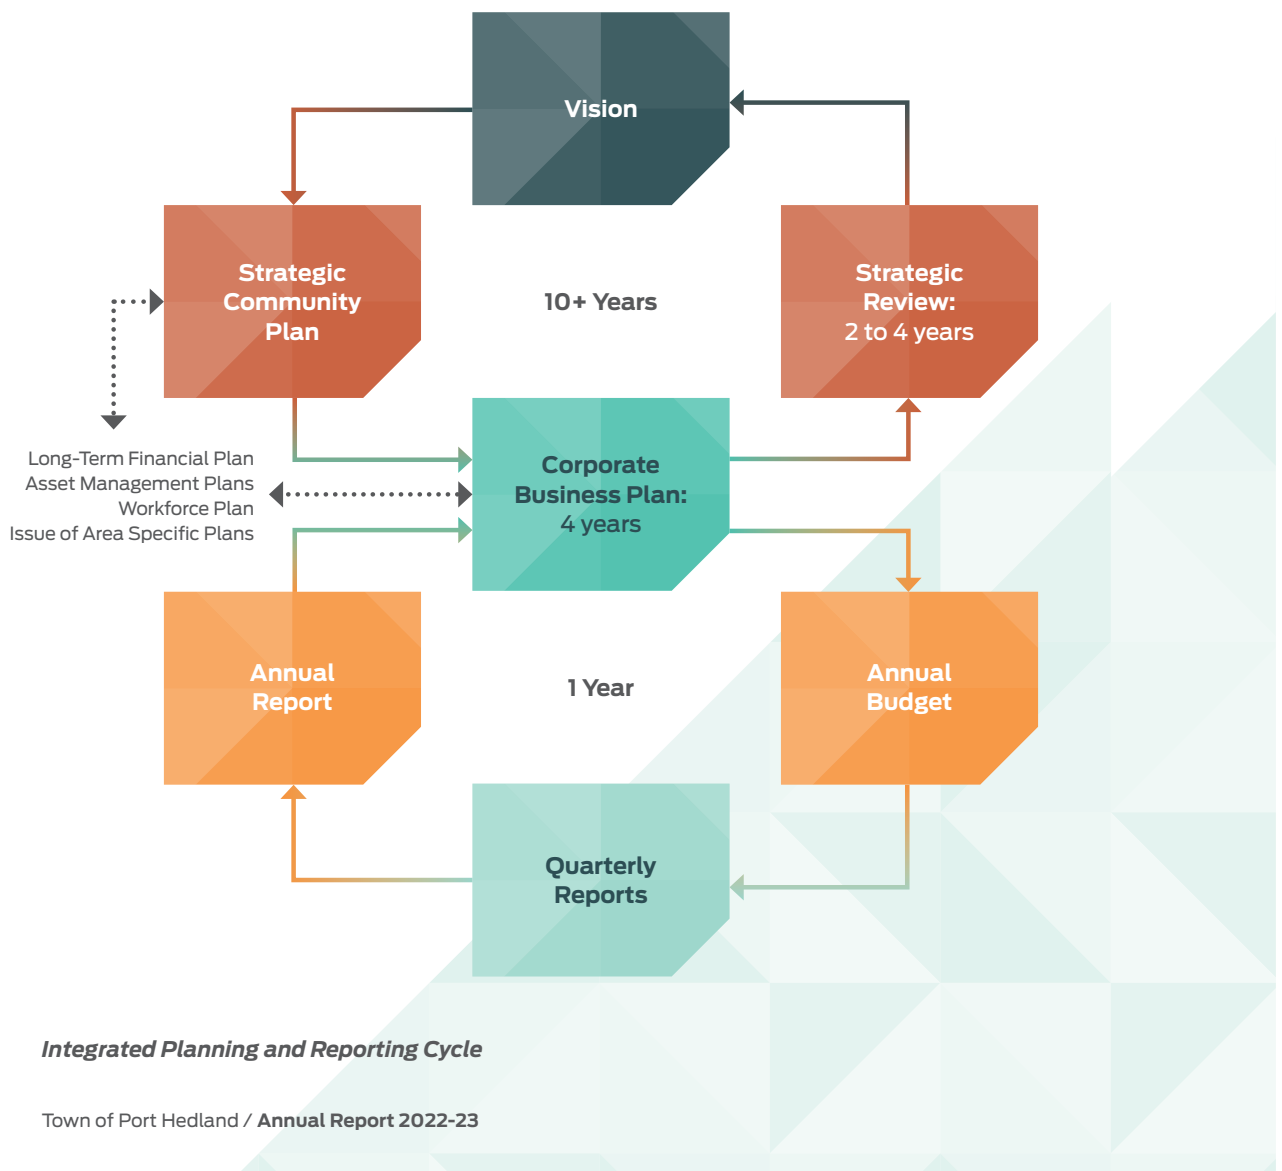 Vision
Strategic
Community
Plan
10+ Years
Strategic
Review:
2 to 4 years
Long-Term Financial Plan
Asset Management Plans
Workforce Plan
Issue of Area Specific Plans
Corporate
Business Plan:
4 years
Annual
Report
1 Year
Annual
Budget
Quarterly
Reports
Integrated Planning and Reporting Cycle
Town of Port Hedland / Annual Report 2022-23